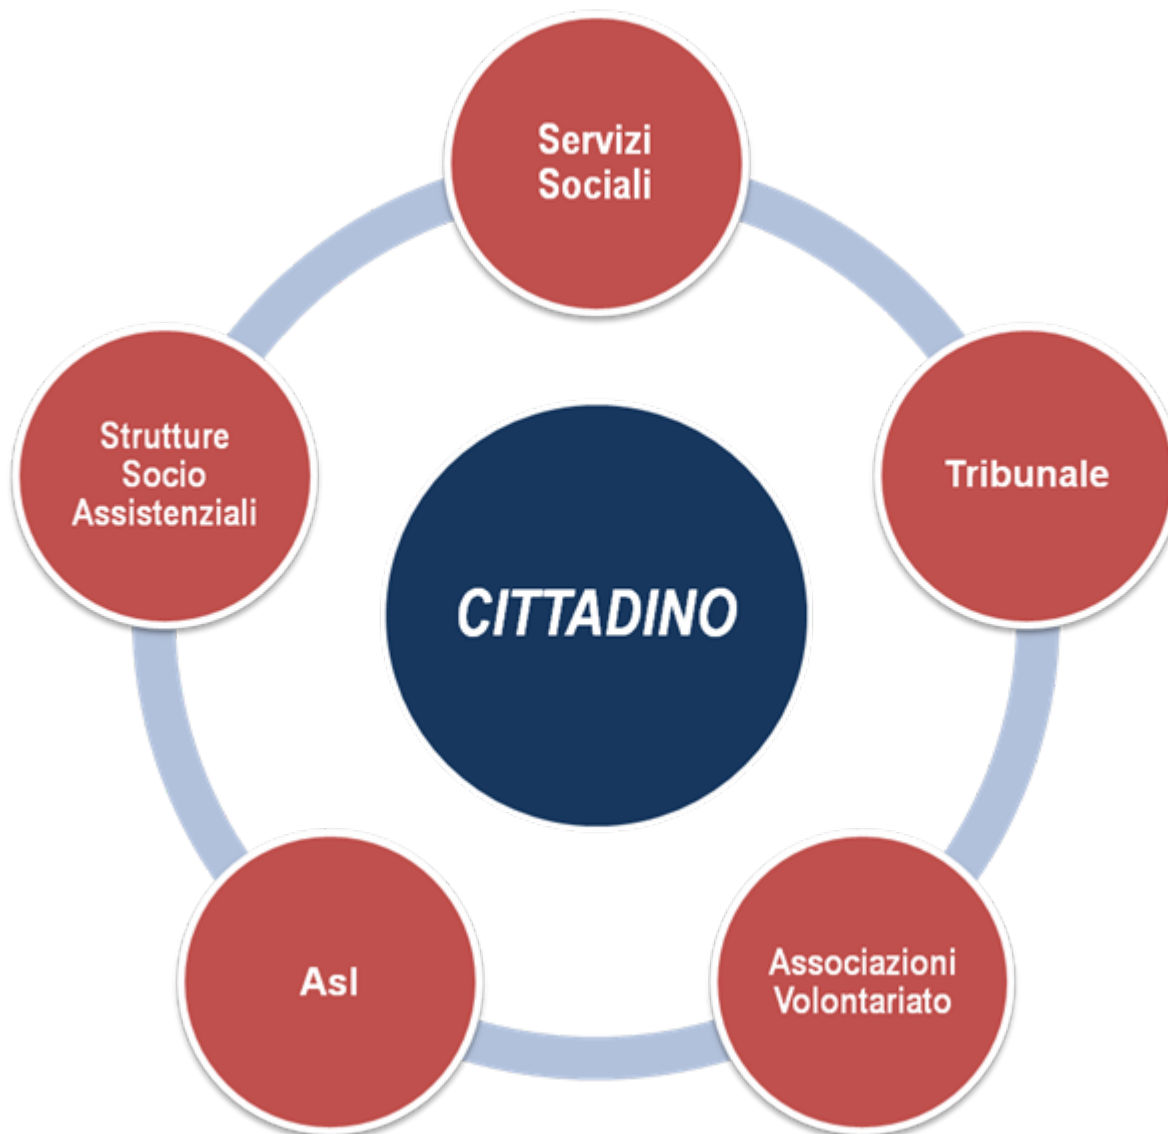 Servizi
Sociali
Strutture
Socio
Assistenziali
Tribunale
CITTADINO
Asl
Associazioni
Volontariato